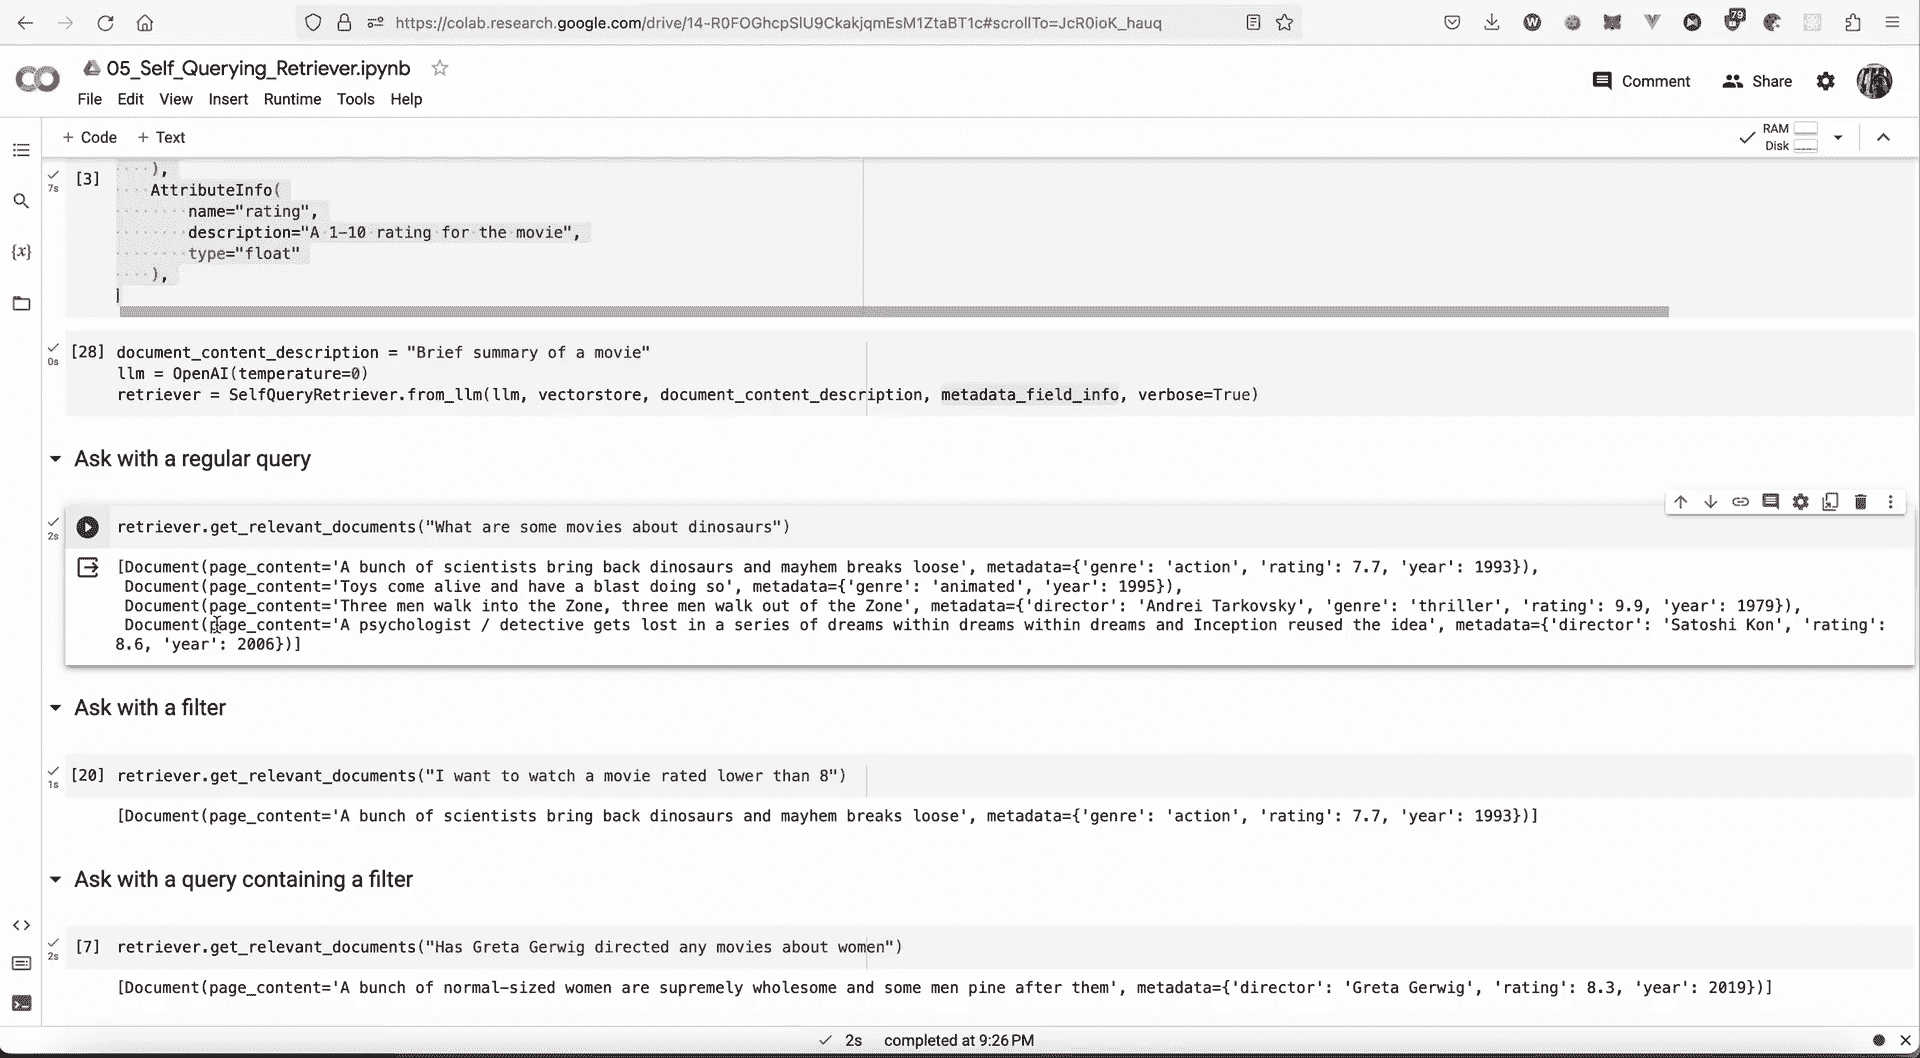 https://colab.research.google.com/drive/14-R0FOGhcpSlU9CkakjqmEsM1ZtaBT1c#scrollTo=JcR0ioK_hauq
79
05_Self_Querying_Retriever.ipynb
File Edit View Insert Runtime Tools Help
Comment Share
+ Code + Text
RAM
Disk
7s
[3]
),
AttributeInfo(
name="rating",
description="A 1-10 rating for the movie",
type="float"
),
]
0s
[28] document_content_description = "Brief summary of a movie"
llm = OpenAI(temperature=0)
retriever = SelfQueryRetriever.from_llm(llm, vectorstore, document_content_description, metadata_field_info, verbose=True)
Ask with a regular query
2s
retriever.get_relevant_documents("What are some movies about dinosaurs")
[Document(page_content='A bunch of scientists bring back dinosaurs and mayhem breaks loose', metadata={'genre': 'action', 'rating': 7.7, 'year': 1993}),
Document(page_content='Toys come alive and have a blast doing so', metadata={'genre': 'animated', 'year': 1995}),
Document(page_content='Three men walk into the Zone, three men walk out of the Zone', metadata={'director': 'Andrei Tarkovsky', 'genre': 'thriller', 'rating': 9.9, 'year': 1979}),
Document(page_content='A psychologist / detective gets lost in a series of dreams within dreams within dreams and Inception reused the idea', metadata={'director': 'Satoshi Kon', 'rating':
8.6, 'year': 2006})]
Ask with a filter
1s
[20] retriever.get_relevant_documents("I want to watch a movie rated lower than 8")
[Document(page_content='A bunch of scientists bring back dinosaurs and mayhem breaks loose', metadata={'genre': 'action', 'rating': 7.7, 'year': 1993})]
Ask with a query containing a filter
2s
[7] retriever.get_relevant_documents("Has Greta Gerwig directed any movies about women")
[Document(page_content='A bunch of normal-sized women are supremely wholesome and some men pine after them', metadata={'director': 'Greta Gerwig', 'rating': 8.3, 'year': 2019})]
2s completed at 9:26 PM